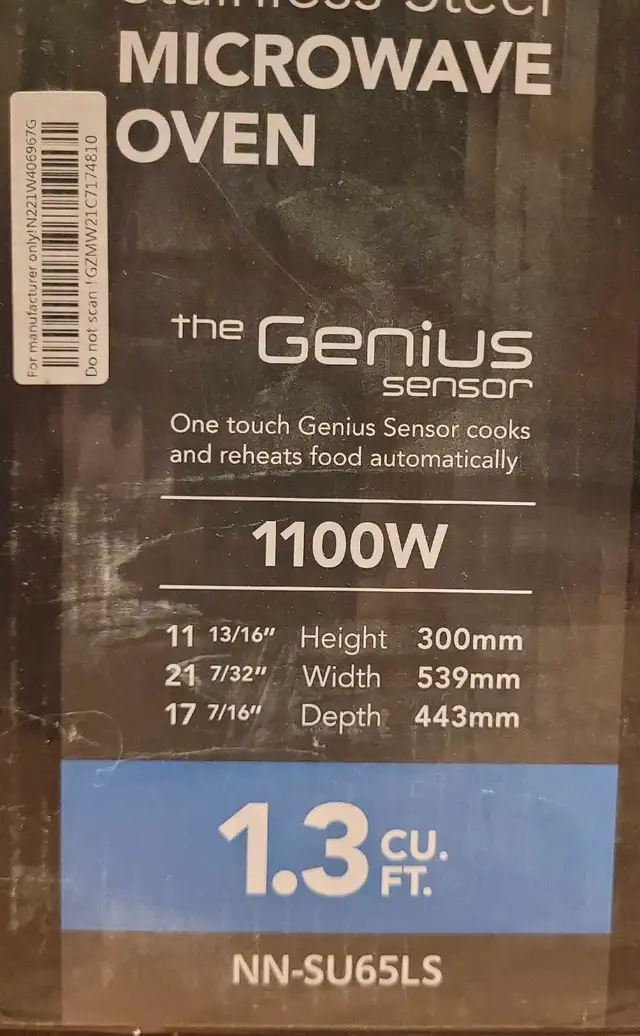 Stainless Steel
MICROWAVE
OVEN
For manufacturer only!N221W406967G
Do not scan ! GZMW21C7174810
the Genius
sensor
One touch Genius Sensor cooks
and reheats food automatically
1100W
11 13/16" Height 300mm
21 7/32" Width 539mm
17 7/16" Depth 443mm
1.3 CU.
FT.
NN-SU65LS